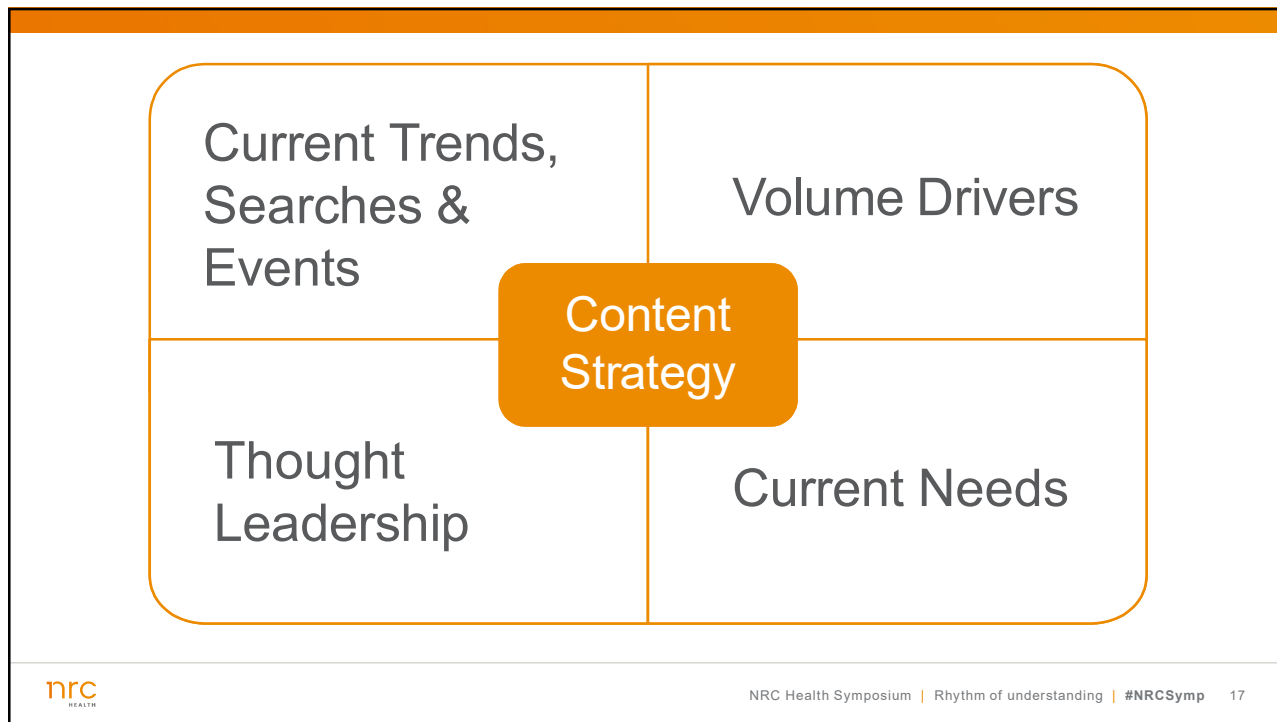 Current Trends,
Searches &
Events
Volume Drivers
Content
Strategy
Thought
Leadership
Current Needs
nrc
HEALTH
NRC Health Symposium | Rhythm of understanding | #NRCSymp 17